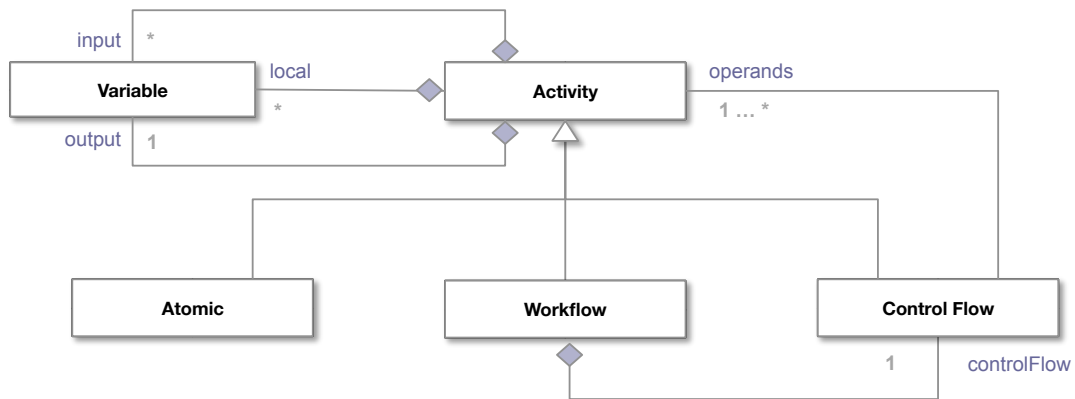 input *
Variable
local
*
Activity
operands
1 ... *
output 1
Atomic
Workflow
Control Flow
1
controlFlow